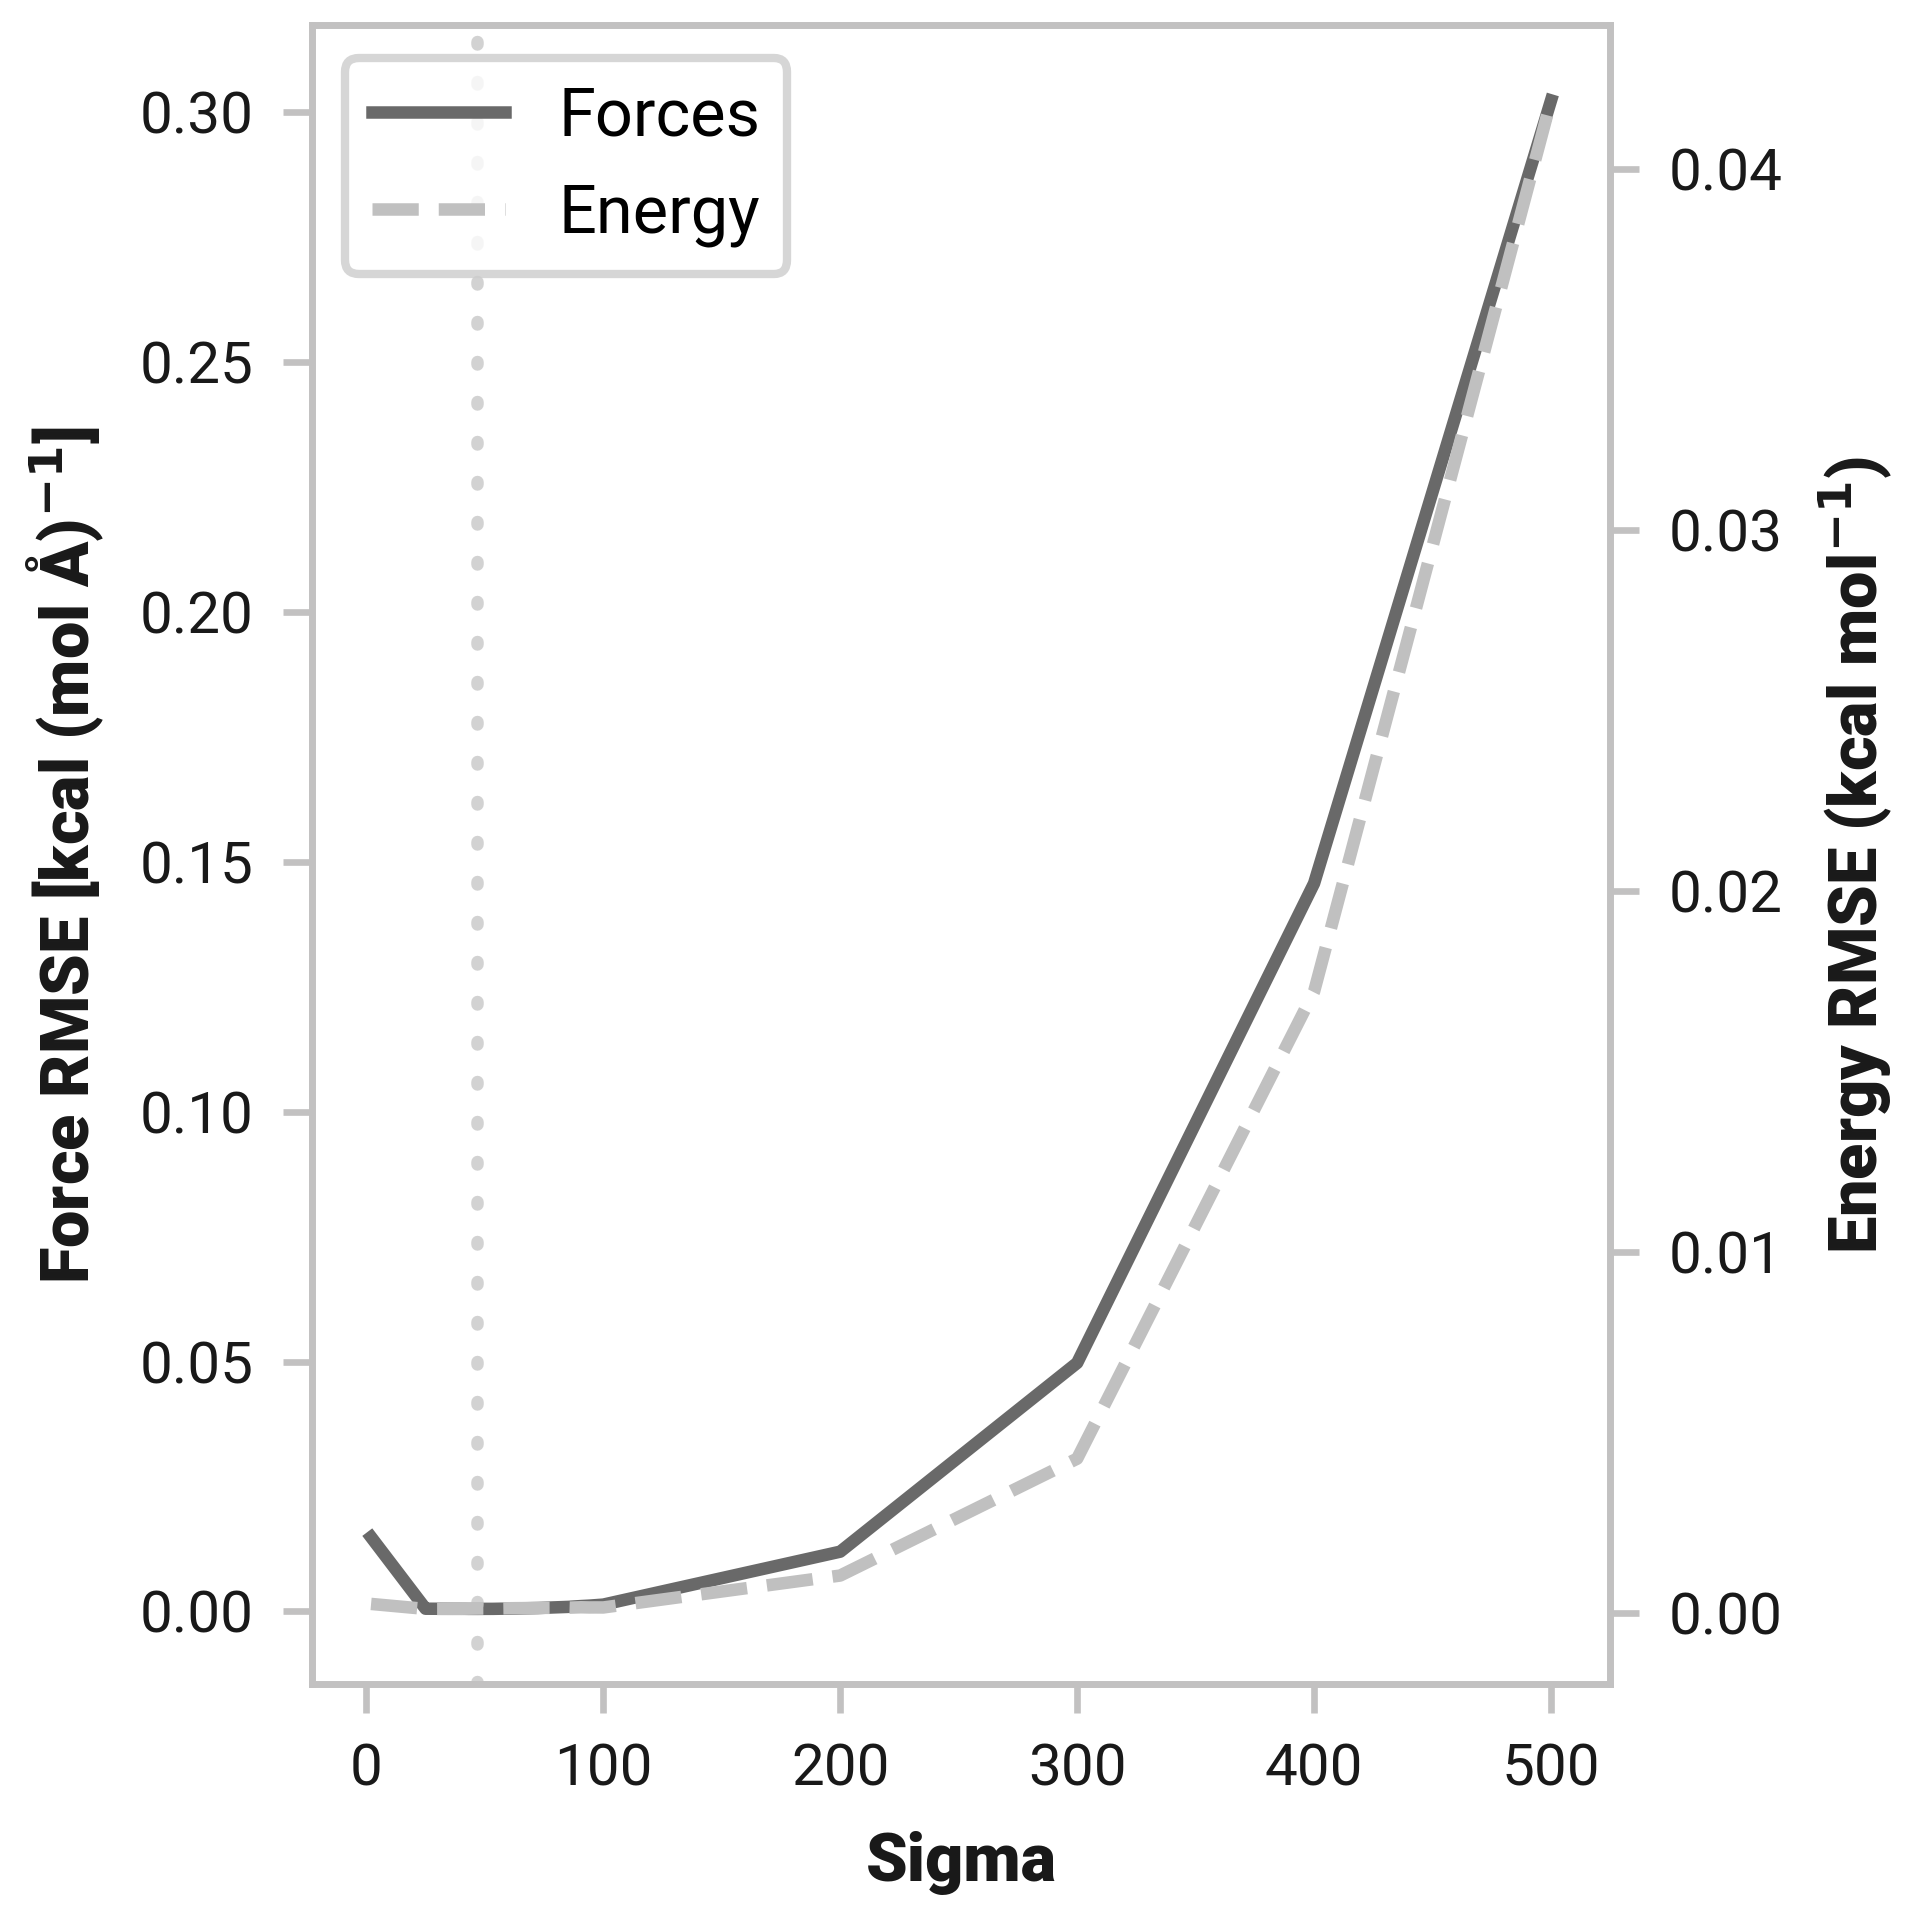 Forces
Energy
0.30
0.25
0.20
0.15
0.10
0.05
0.00
Force RMSE [kcal (mol Å)⁻¹]
0.04
0.03
0.02
0.01
0.00
Energy RMSE (kcal mol⁻¹)
0 100 200 300 400 500
Sigma